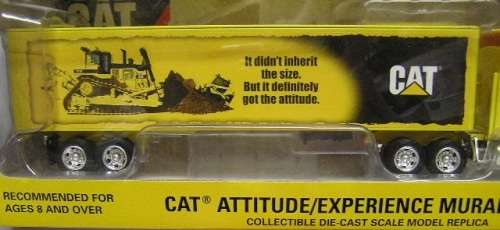 CAT
It didn't inherit
the size.
But it definitely
got the attitude.
CAT
RECOMMENDED FOR
AGES 8 AND OVER
CAT® ATTITUDE/EXPERIENCE MURAL
COLLECTIBLE DIE-CAST SCALE MODEL REPLICA